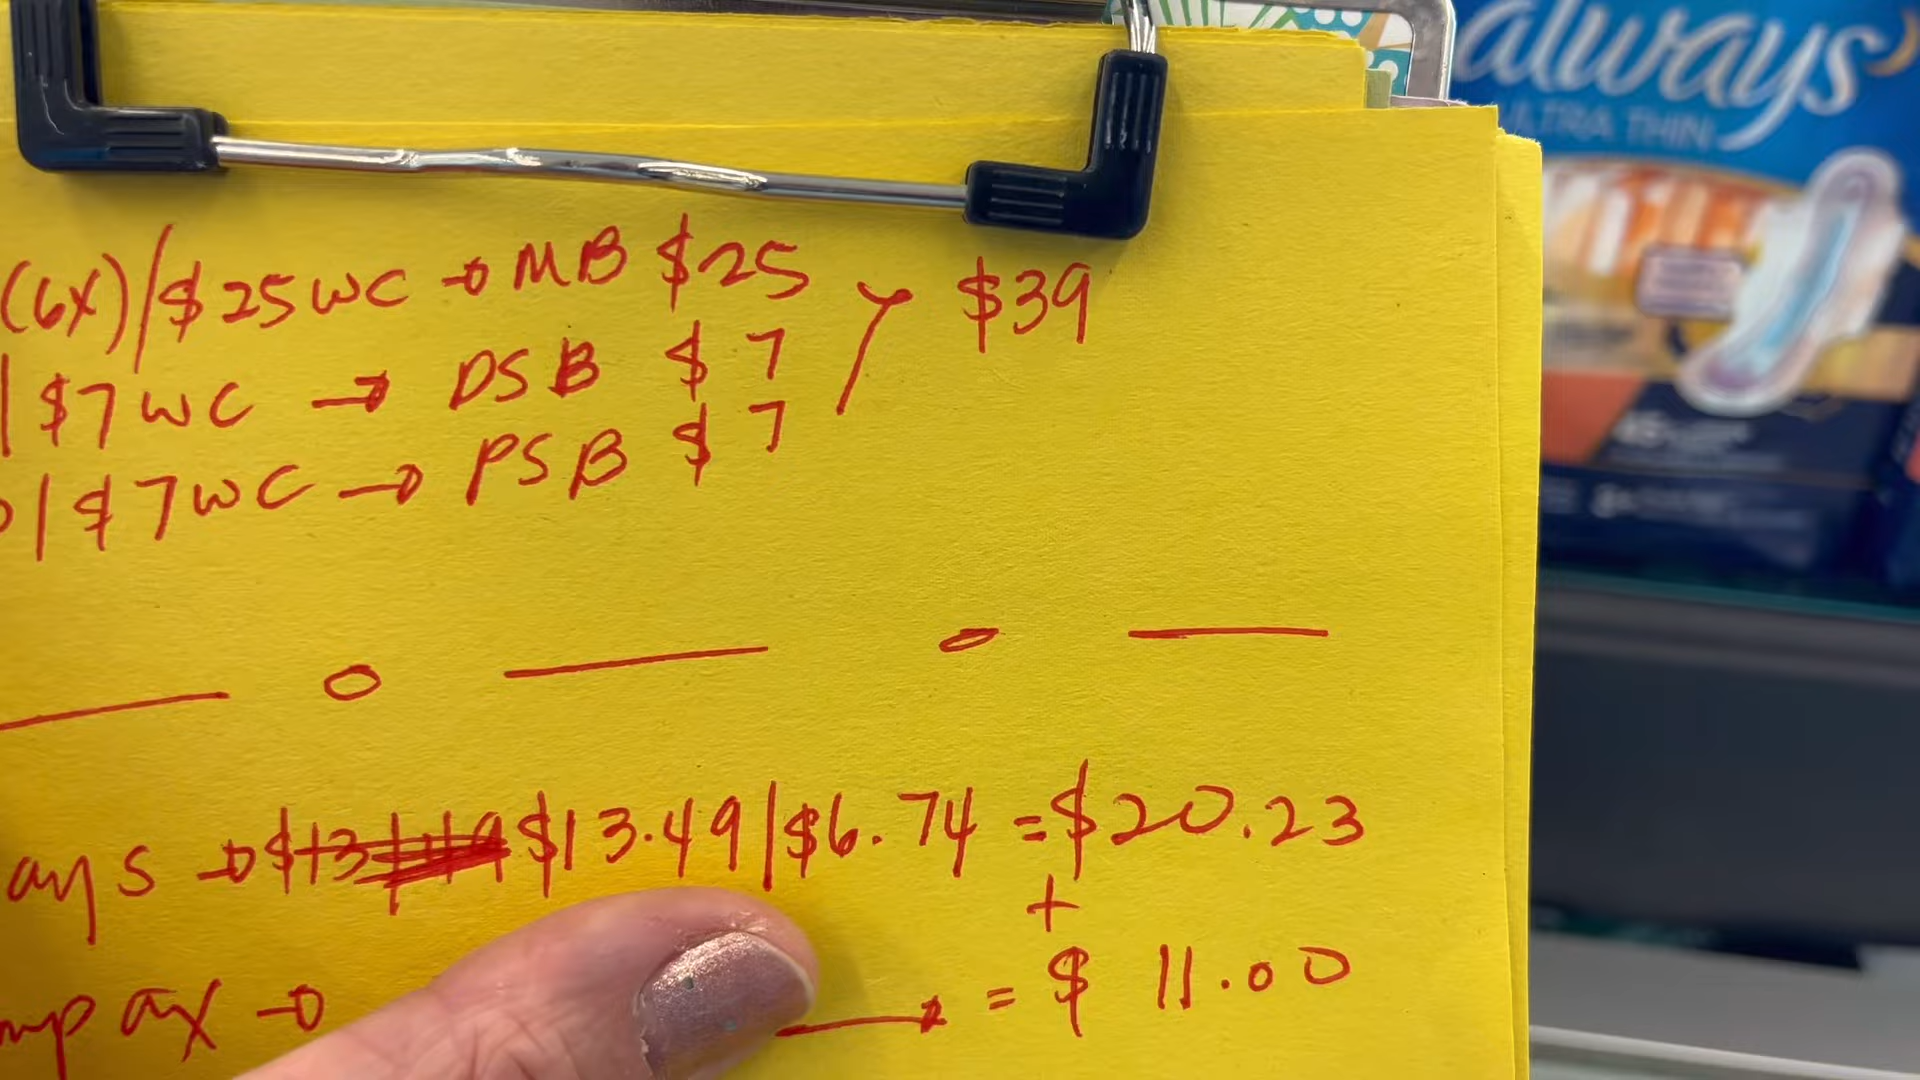 (6X)/$25WC → MB $25
$39
|$7WC → DSB $7
|$7WC → PSB $7
ays → $13.49|$6.74 = $20.23
+
mpax → → = $ 11.00
always
ULTRA THIN